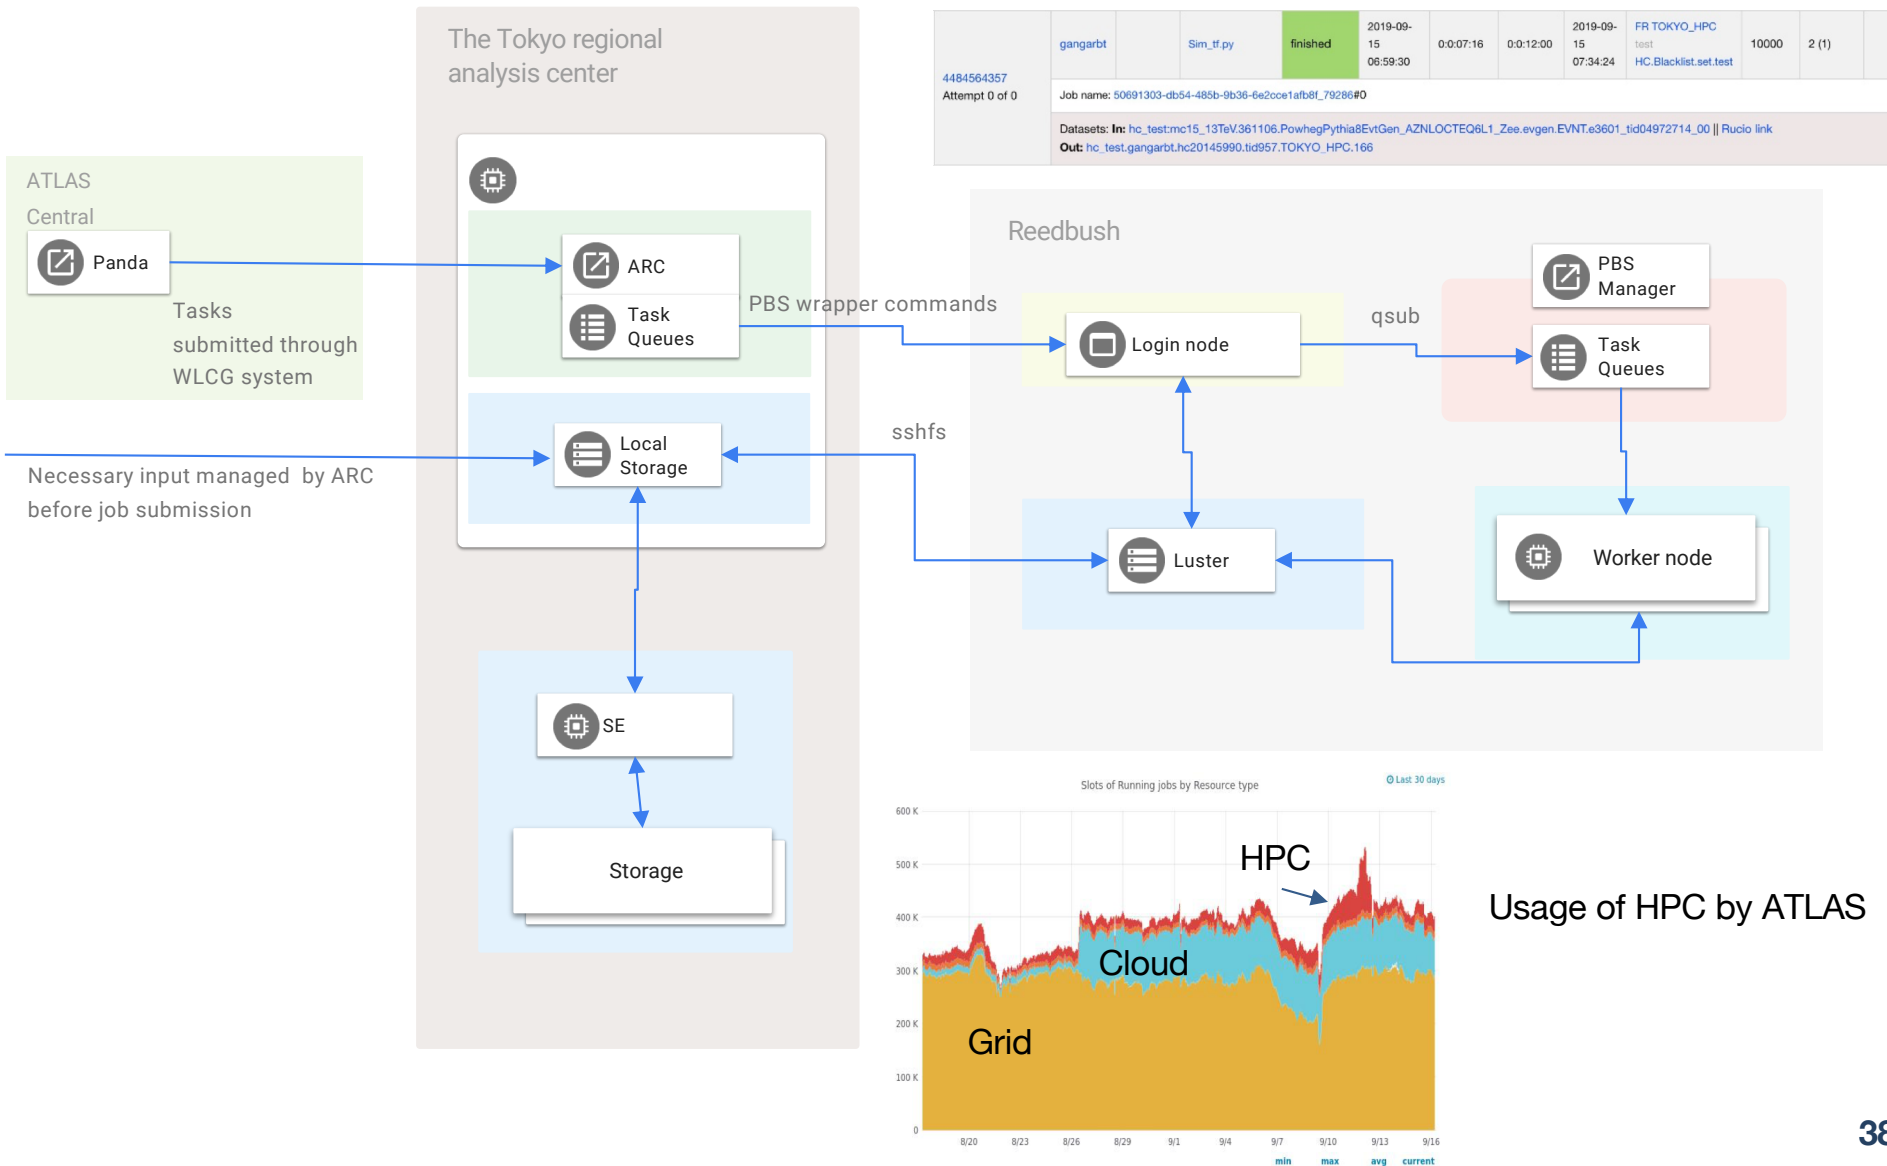 The Tokyo regional
analysis center
ATLAS
Central
Panda
Tasks
submitted through
WLCG system
Necessary input managed by ARC
before job submission
ARC
Task
Queues
Local
Storage
SE
Storage
PBS wrapper commands
sshfs
4484564357
Attempt 0 of 0
gangarbt
Sim_tf.py
finished
2019-09-
15
06:59:30
0:0:07:16
0:0:12:00
2019-09-
15
07:34:24
FR TOKYO_HPC
test
HC.Blacklist.set.test
10000
2 (1)
Job name: 50691303-db54-485b-9b36-6e2cce1afb8f_79286#0
Datasets: In: hc_test:mc15_13TeV.361106.PowhegPythia8EvtGen_AZNLOCTEQ6L1_Zee.evgen.EVNT.e3601_tid04972714_00 || Rucio link
Out: hc_test.gangarbt.hc20145990.tid957.TOKYO_HPC.166
Reedbush
Login node
qsub
PBS
Manager
Task
Queues
Luster
Worker node
Slots of Running jobs by Resource type
Last 30 days
600 K
500 K
400 K
300 K
200 K
100 K
0
HPC
Cloud
Grid
8/20 8/23 8/26 8/29 9/1 9/4 9/7 9/10 9/13 9/16
min max avg current
Usage of HPC by ATLAS
38